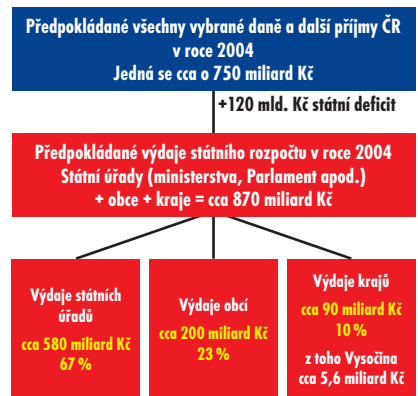 Předpokládané všechny vybrané daně a další příjmy ČR
v roce 2004
Jedná se cca o 750 miliard Kč
+120 mld. Kč státní deficit
Předpokládané výdaje státního rozpočtu v roce 2004
Státní úřady (ministerstva, Parlament apod.)
+ obce + kraje = cca 870 miliard Kč
Výdaje státních
úřadů
cca 580 miliard Kč
67 %
Výdaje obcí
cca 200 miliard Kč
23 %
Výdaje krajů
cca 90 miliard Kč
10 %
z toho Vysočina
cca 5,6 miliard Kč